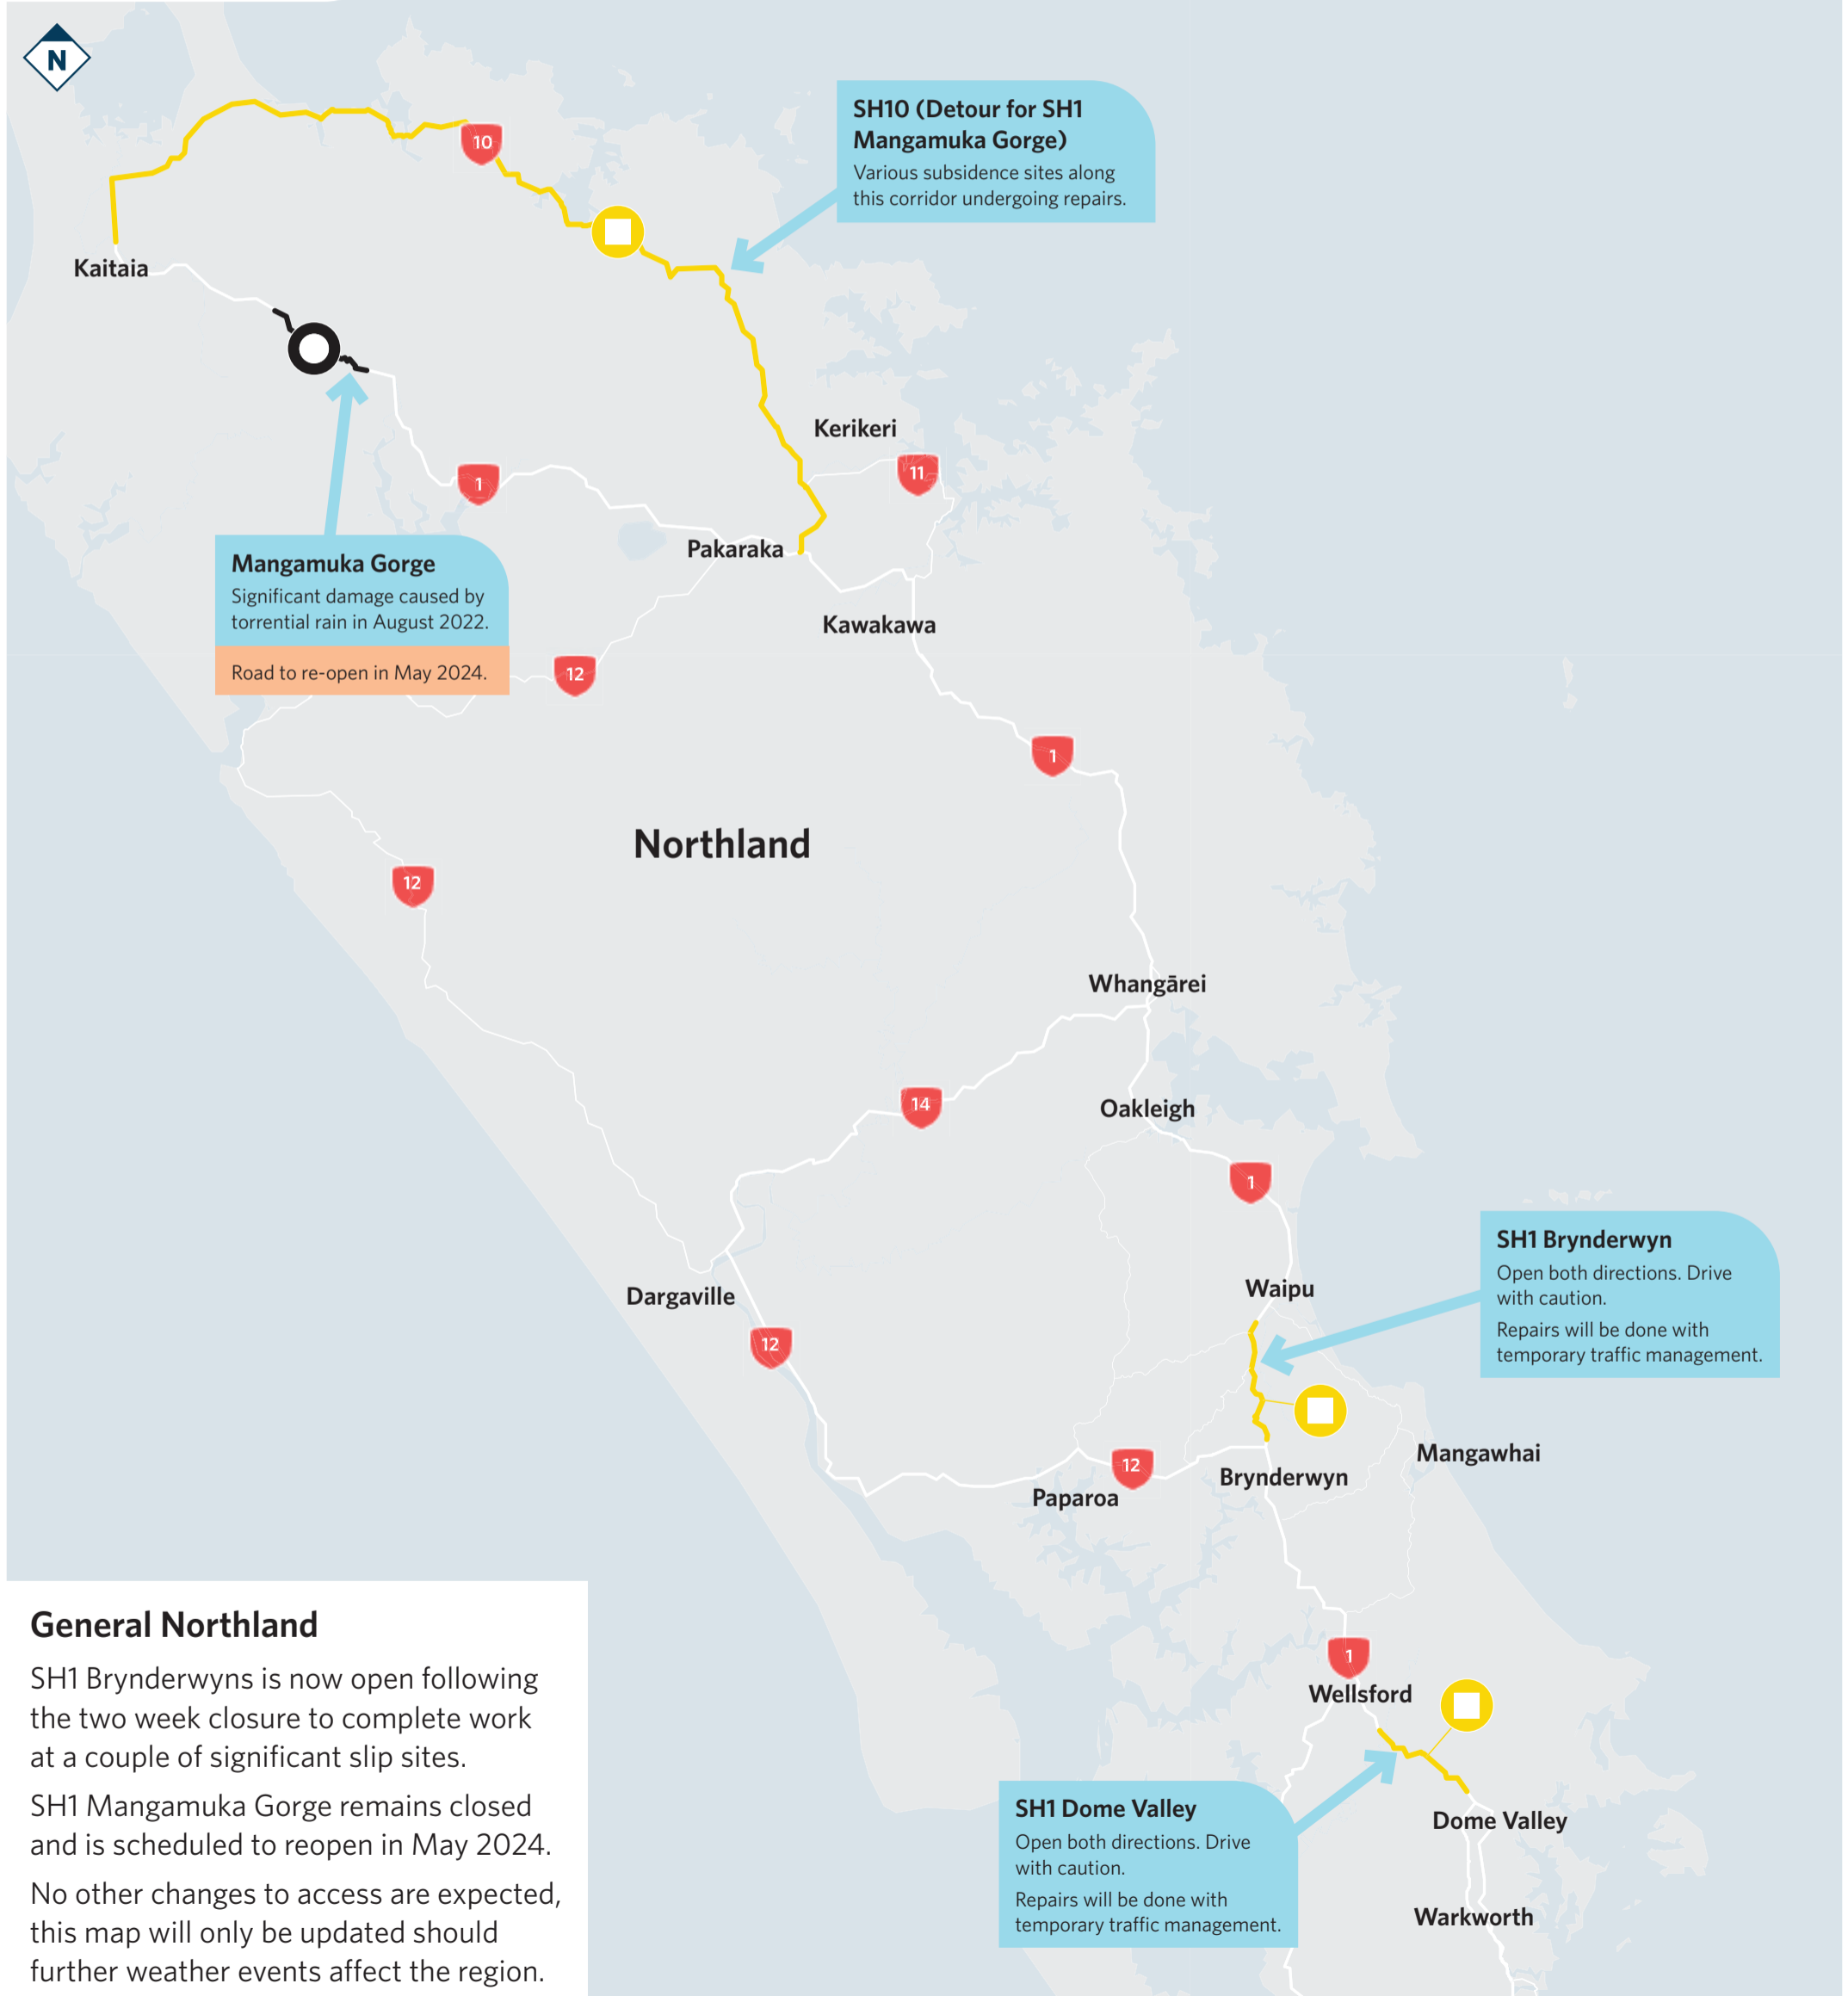 N
SH10 (Detour for SH1
Mangamuka Gorge)
Various subsidence sites along
this corridor undergoing repairs.
10
Kaitaia
Kerikeri
11
1
Pakaraka
Mangamuka Gorge
Significant damage caused by
torrential rain in August 2022.
Road to re-open in May 2024.
Kawakawa
12
1
Northland
12
Whangārei
14
Oakleigh
1
SH1 Brynderwyn
Open both directions. Drive
with caution.
Repairs will be done with
temporary traffic management.
Waipu
Dargaville
12
Mangawhai
12
Brynderwyn
Paparoa
General Northland
SH1 Brynderwyns is now open following
the two week closure to complete work
at a couple of significant slip sites.
SH1 Mangamuka Gorge remains closed
and is scheduled to reopen in May 2024.
No other changes to access are expected,
this map will only be updated should
further weather events affect the region.
1
Wellsford
SH1 Dome Valley
Open both directions. Drive
with caution.
Repairs will be done with
temporary traffic management.
Dome Valley
Warkworth